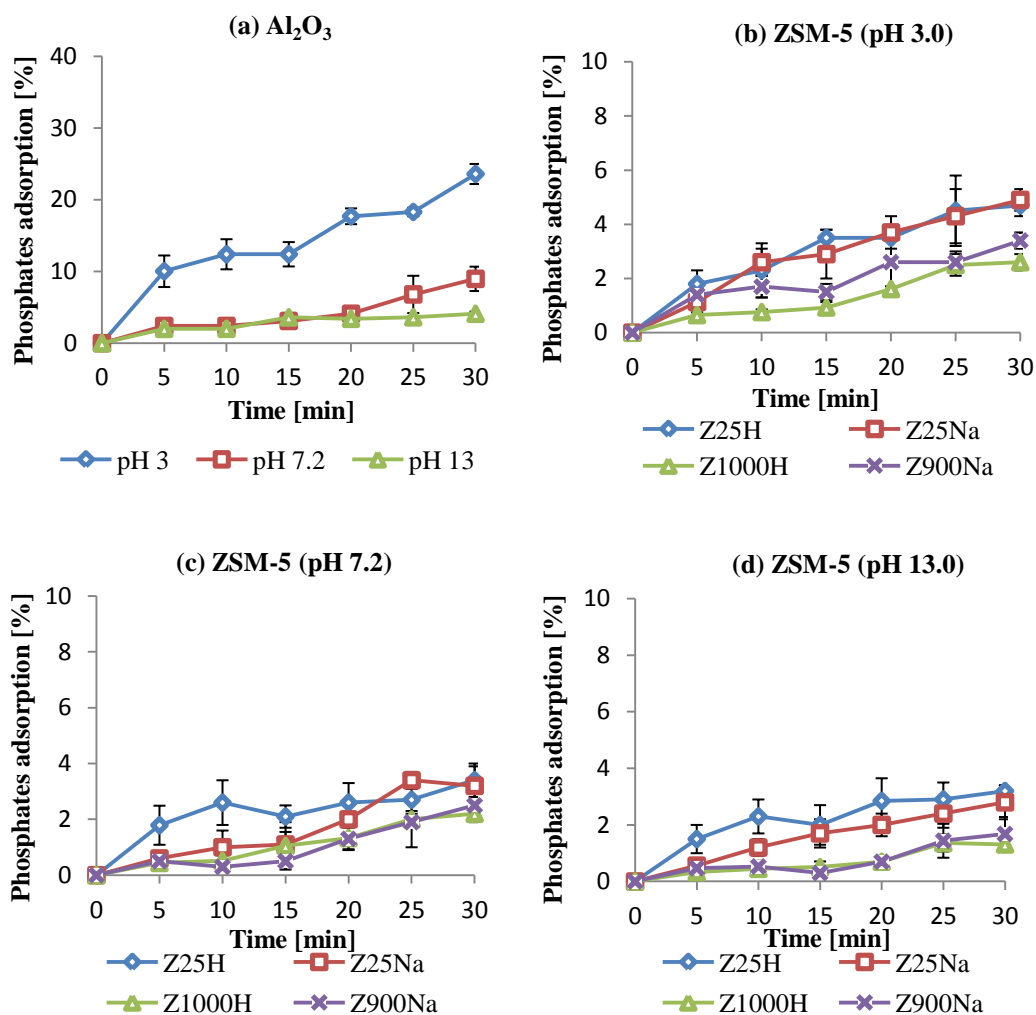 (a) Al₂O₃
Phosphates adsorption [%]
40
30
20
10
0
0 5 10 15 20 25 30
Time [min]
pH 3 pH 7.2 pH 13
(b) ZSM-5 (pH 3.0)
Phosphates adsorption [%]
10
8
6
4
2
0
0 5 10 15 20 25 30
Time [min]
Z25H Z25Na
Z1000H Z900Na
(c) ZSM-5 (pH 7.2)
Phosphates adsorption [%]
10
8
6
4
2
0
0 5 10 15 20 25 30
Time [min]
Z25H Z25Na
Z1000H Z900Na
(d) ZSM-5 (pH 13.0)
Phosphates adsorption [%]
10
8
6
4
2
0
0 5 10 15 20 25 30
Time [min]
Z25H Z25Na
Z1000H Z900Na